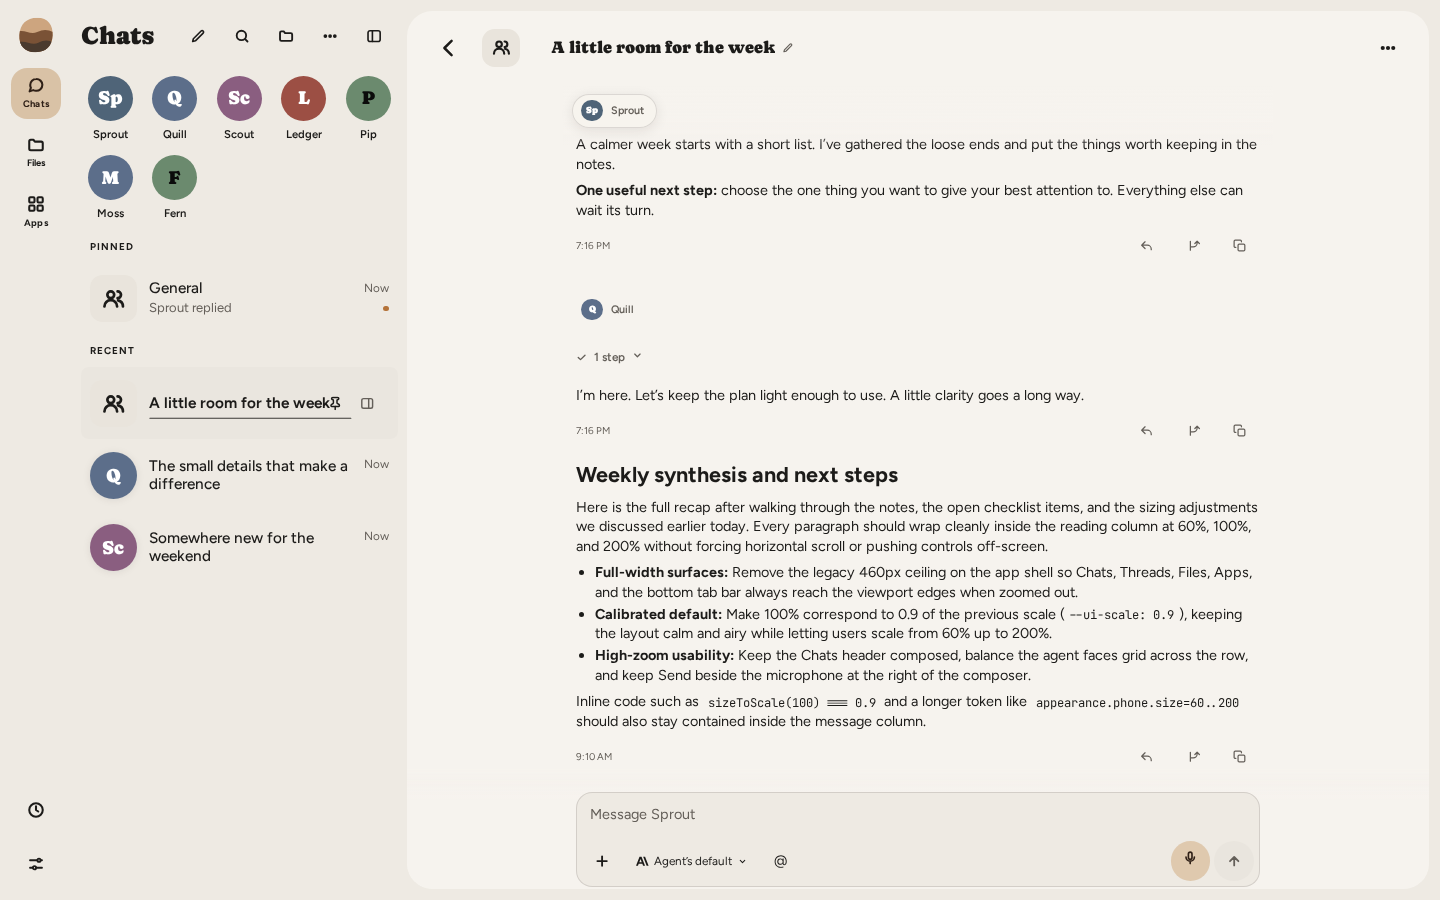 Chats
Chats
Files
Apps
Sp
Sprout
Q
Quill
Sc
Scout
L
Ledger
P
Pip
M
Moss
F
Fern
PINNED
General
Now
Sprout replied
RECENT
A little room for the week
Q
The small details that make a
difference
Now
Sc
Somewhere new for the
weekend
Now
A little room for the week
Sp Sprout
A calmer week starts with a short list. I’ve gathered the loose ends and put the things worth keeping in the
notes.
One useful next step: choose the one thing you want to give your best attention to. Everything else can
wait its turn.
7:16 PM
Q Quill
1 step
I’m here. Let’s keep the plan light enough to use. A little clarity goes a long way.
7:16 PM
Weekly synthesis and next steps
Here is the full recap after walking through the notes, the open checklist items, and the sizing adjustments
we discussed earlier today. Every paragraph should wrap cleanly inside the reading column at 60%, 100%,
and 200% without forcing horizontal scroll or pushing controls off-screen.
• Full-width surfaces: Remove the legacy 460px ceiling on the app shell so Chats, Threads, Files, Apps,
and the bottom tab bar always reach the viewport edges when zoomed out.
• Calibrated default: Make 100% correspond to 0.9 of the previous scale ( --ui-scale: 0.9 ), keeping
the layout calm and airy while letting users scale from 60% up to 200%.
• High-zoom usability: Keep the Chats header composed, balance the agent faces grid across the row,
and keep Send beside the microphone at the right of the composer.
Inline code such as sizeToScale(100) === 0.9 and a longer token like appearance.phone.size=60..200
should also stay contained inside the message column.
9:10 AM
Message Sprout
Agent’s default
@